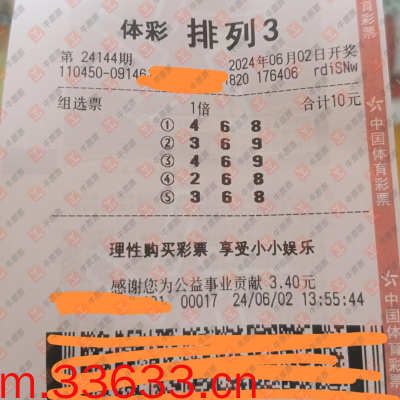 体彩 排列3
第 24144期 2024年06月02日开奖
110450-09146 820 176406 rdiSNw
组选票 1倍 合计10元
① 4 6 8
② 3 6 9
③ 4 6 9
④ 2 6 8
⑤ 3 6 8
理性购买彩票 享受小小娱乐
感谢您为公益事业贡献 3.40元
00017 24/06/02 13:55:44
m.33633.cn
体育彩票
中国体育彩票
中国体育